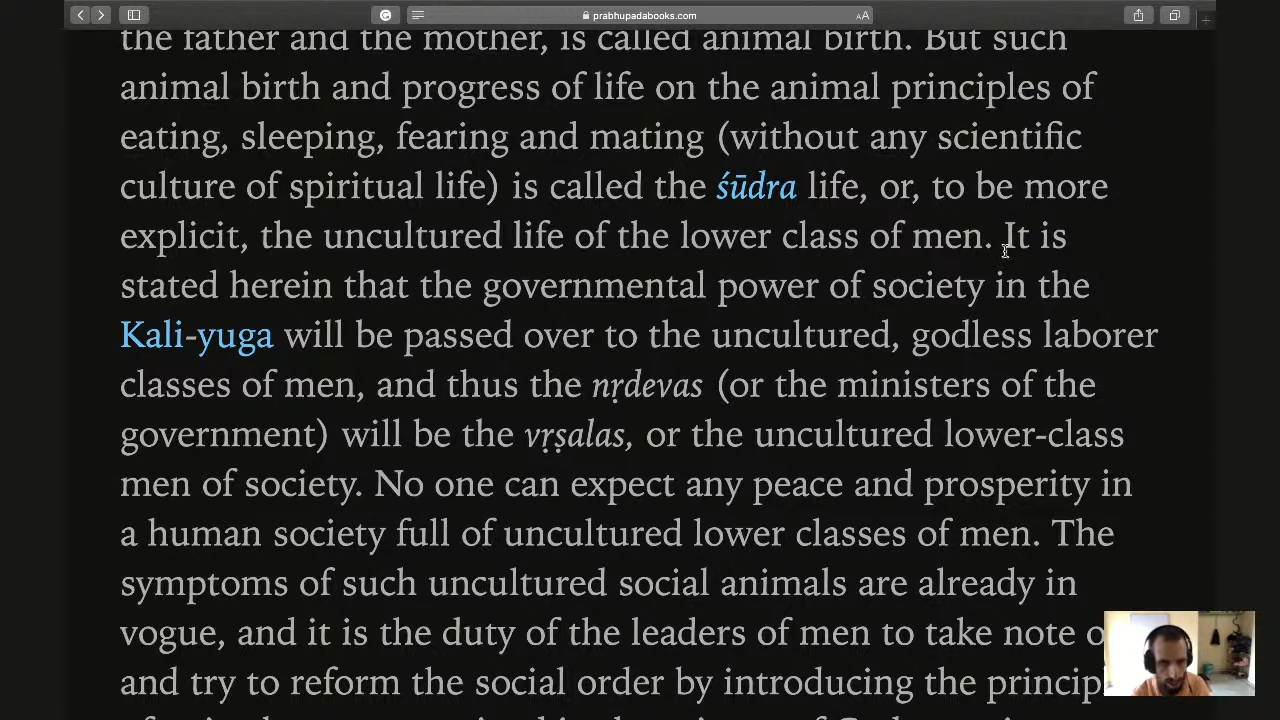 prabhupadabooks.com
AA
the father and the mother, is called animal birth. But such
animal birth and progress of life on the animal principles of
eating, sleeping, fearing and mating (without any scientific
culture of spiritual life) is called the śūdra life, or, to be more
explicit, the uncultured life of the lower class of men. It is
stated herein that the governmental power of society in the
Kali-yuga will be passed over to the uncultured, godless laborer
classes of men, and thus the nṛdevas (or the ministers of the
government) will be the vṛṣalas, or the uncultured lower-class
men of society. No one can expect any peace and prosperity in
a human society full of uncultured lower classes of men. The
symptoms of such uncultured social animals are already in
vogue, and it is the duty of the leaders of men to take note
and try to reform the social order by introducing the